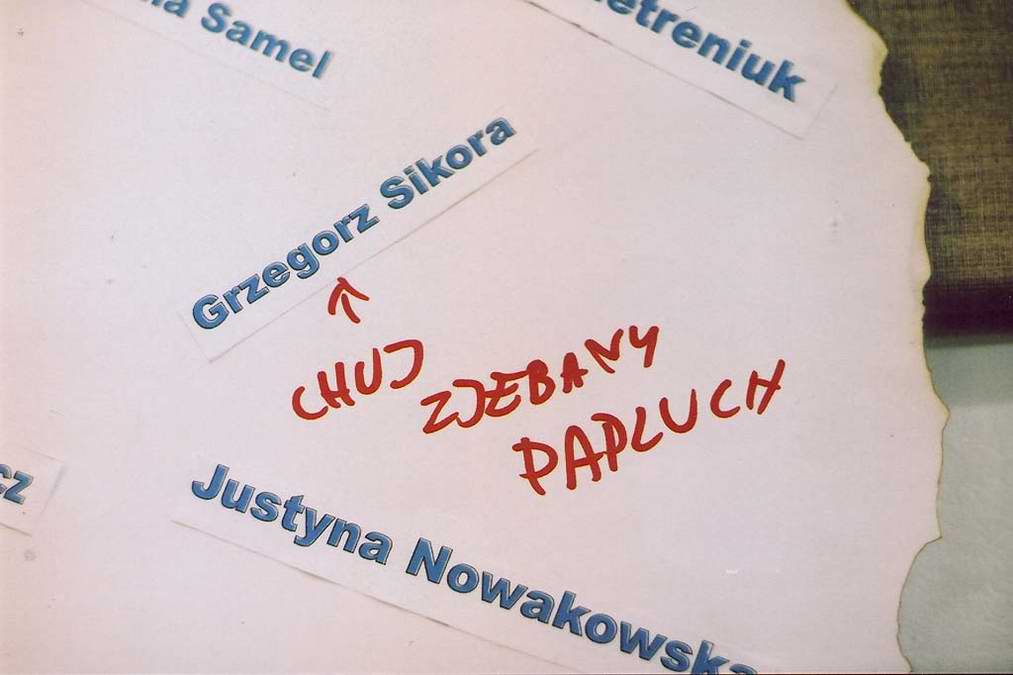 Samel
Grzegorz Sikora
CHUJ
ZJEBANY
PAPLUCH
Justyna Nowakowska